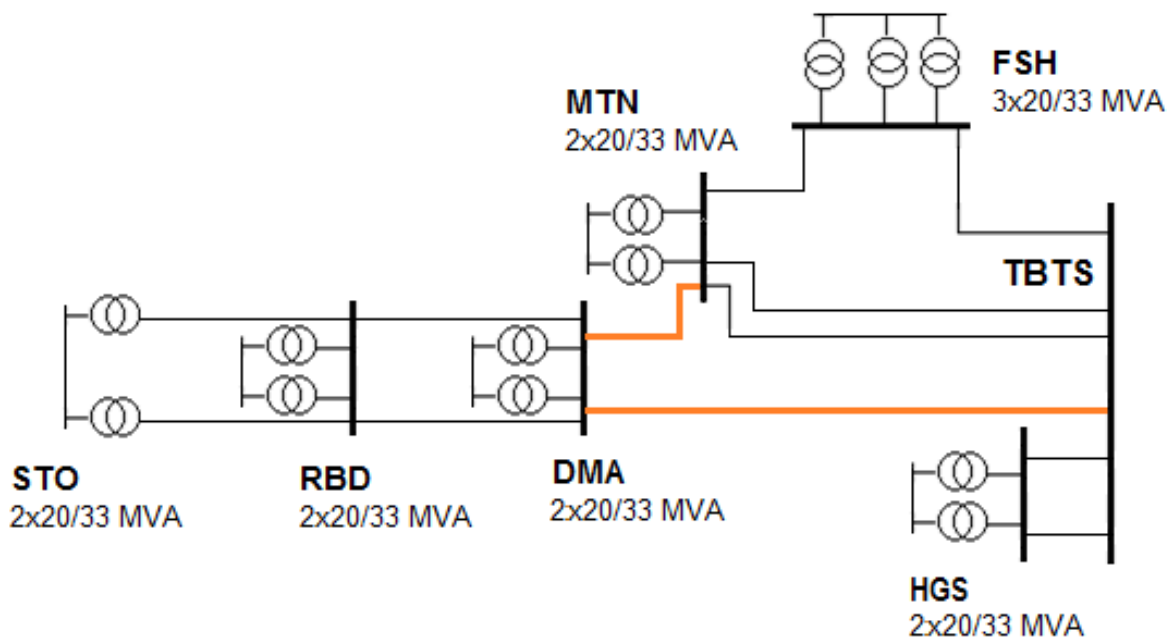 FSH
3x20/33 MVA
MTN
2x20/33 MVA
TBTS
STO
2x20/33 MVA
RBD
2x20/33 MVA
DMA
2x20/33 MVA
HGS
2x20/33 MVA